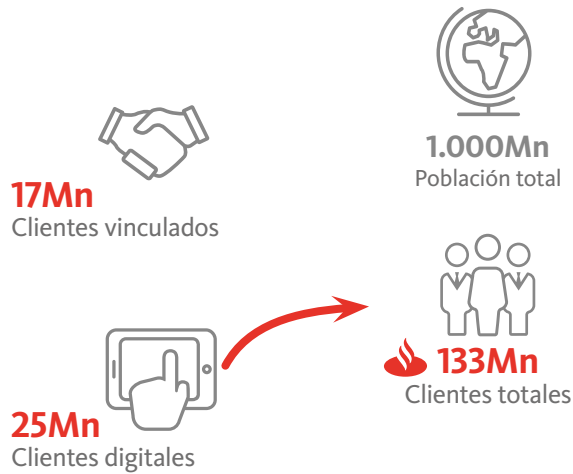 17Mn
Clientes vinculados
1.000Mn
Población total
25Mn
Clientes digitales
133Mn
Clientes totales